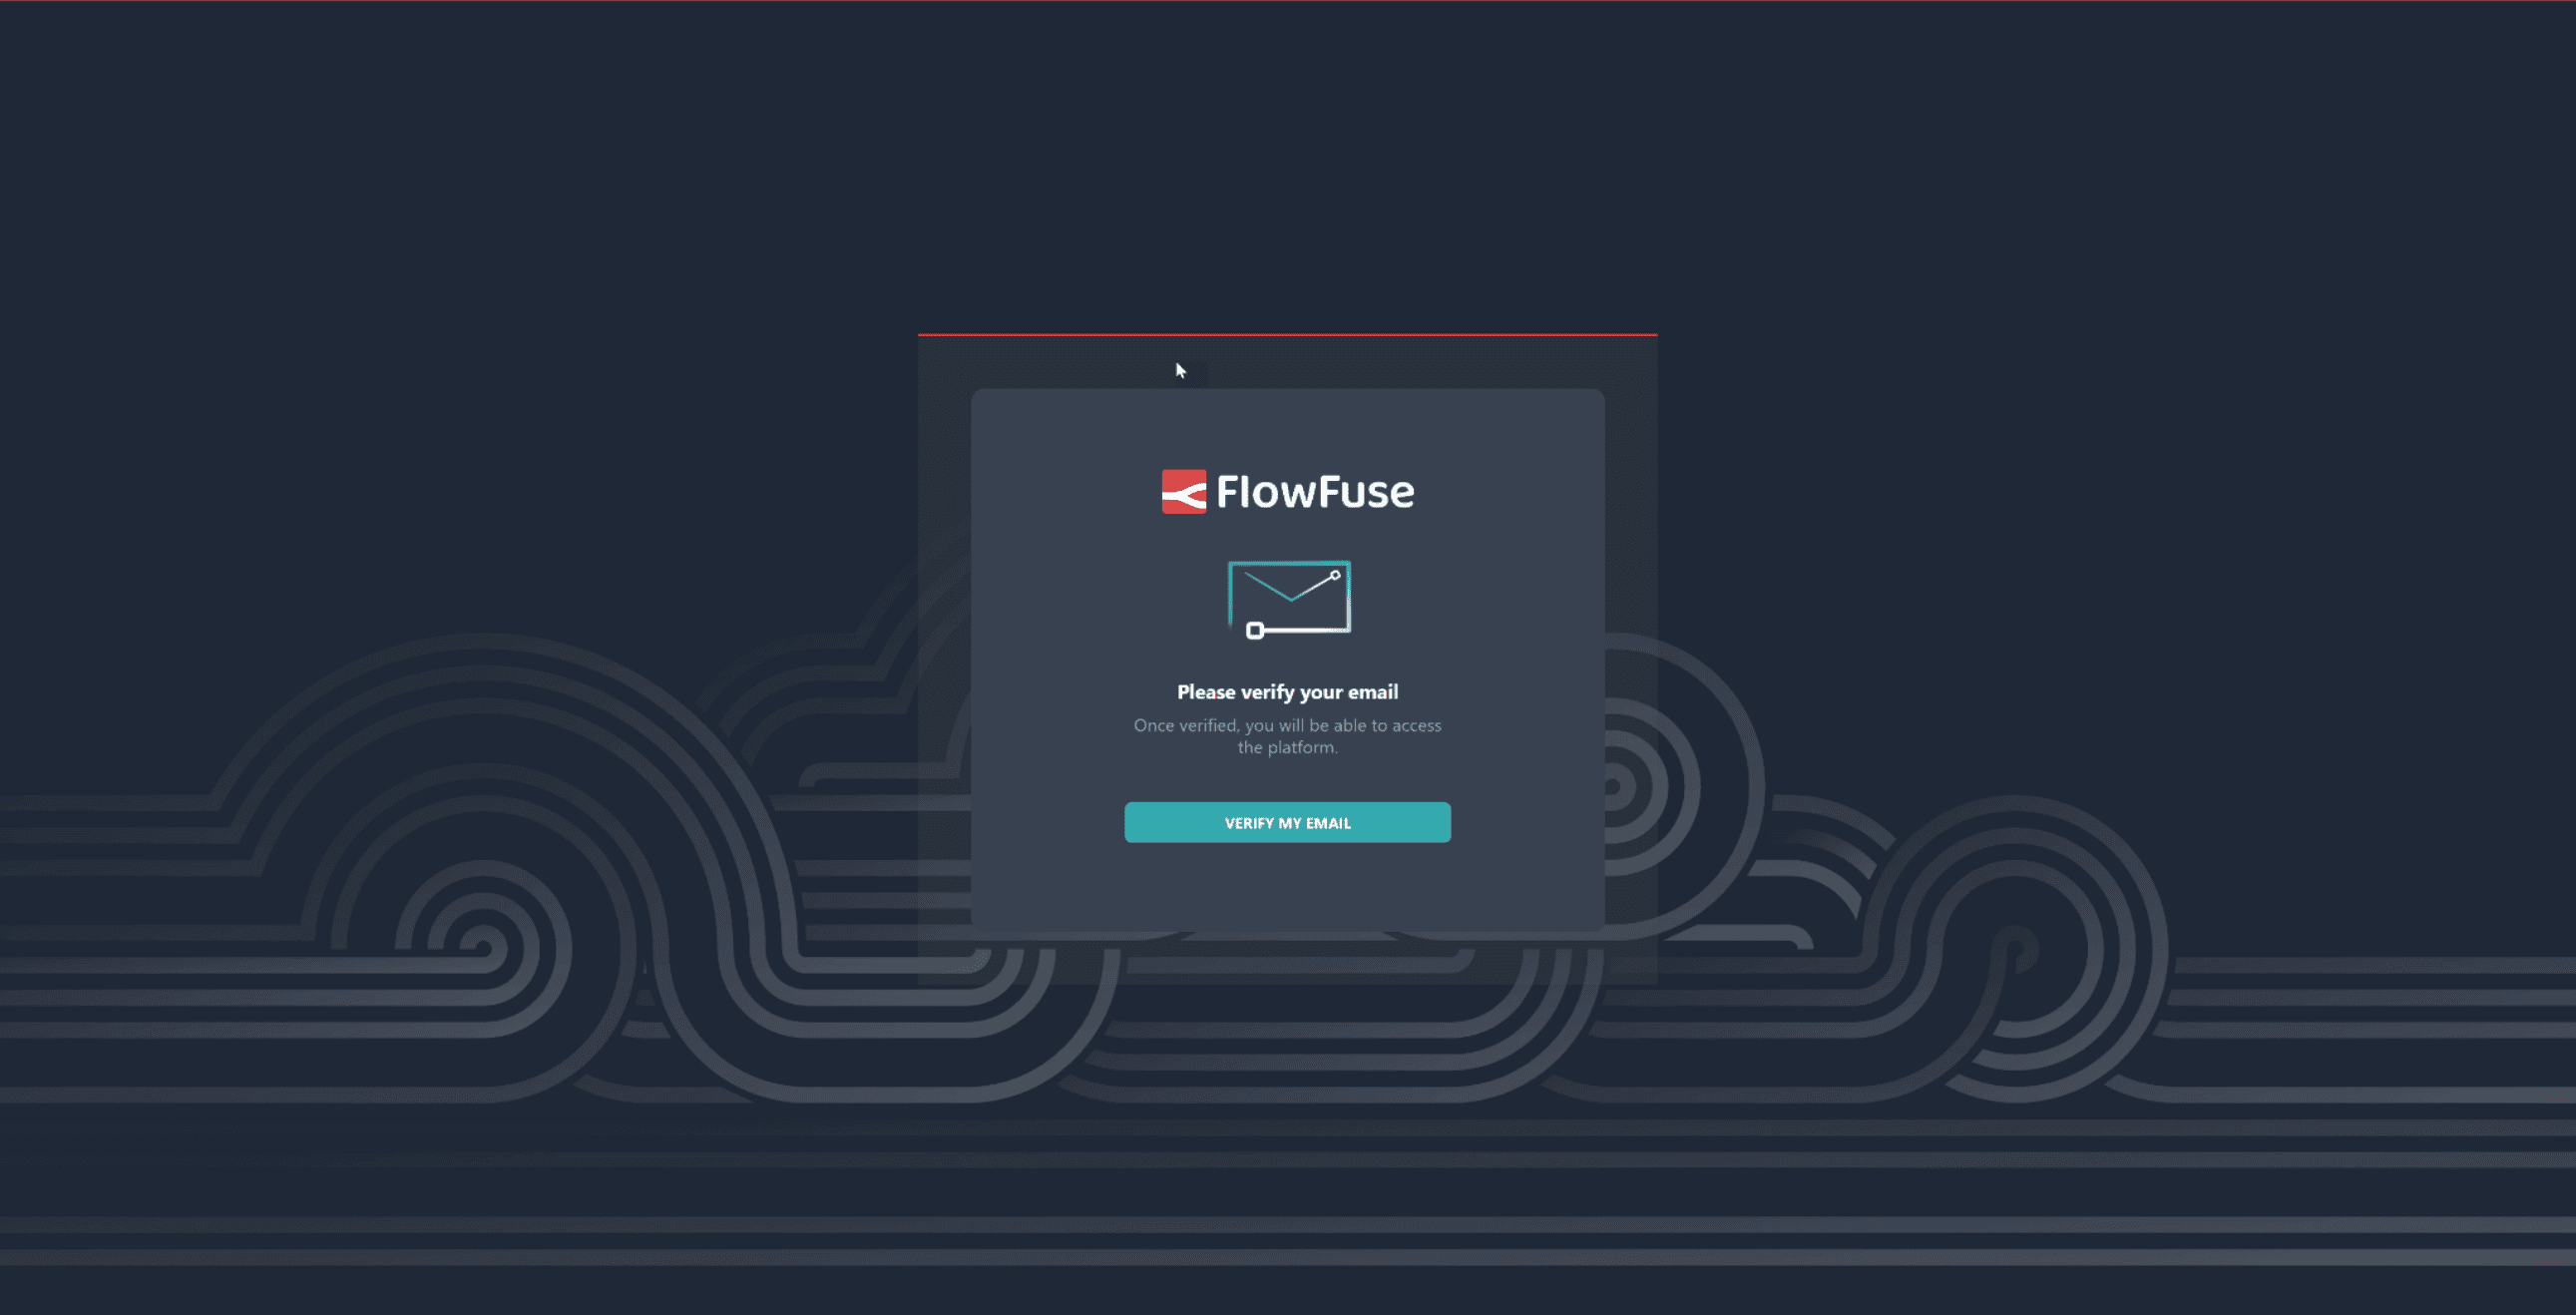 FlowFuse
Please verify your email
Once verified, you will be able to access
the platform.
VERIFY MY EMAIL